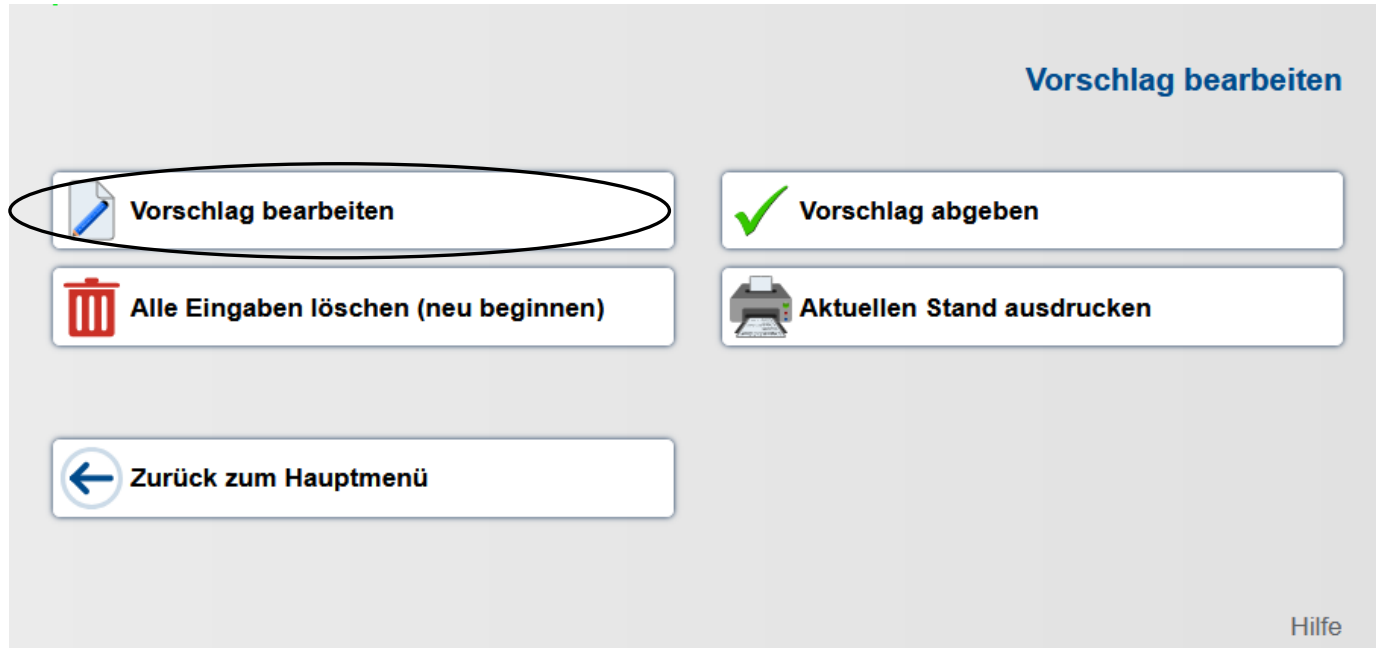 Vorschlag bearbeiten
Vorschlag bearbeiten
Vorschlag abgeben
Alle Eingaben löschen (neu beginnen)
Aktuellen Stand ausdrucken
Zurück zum Hauptmenü
Hilfe